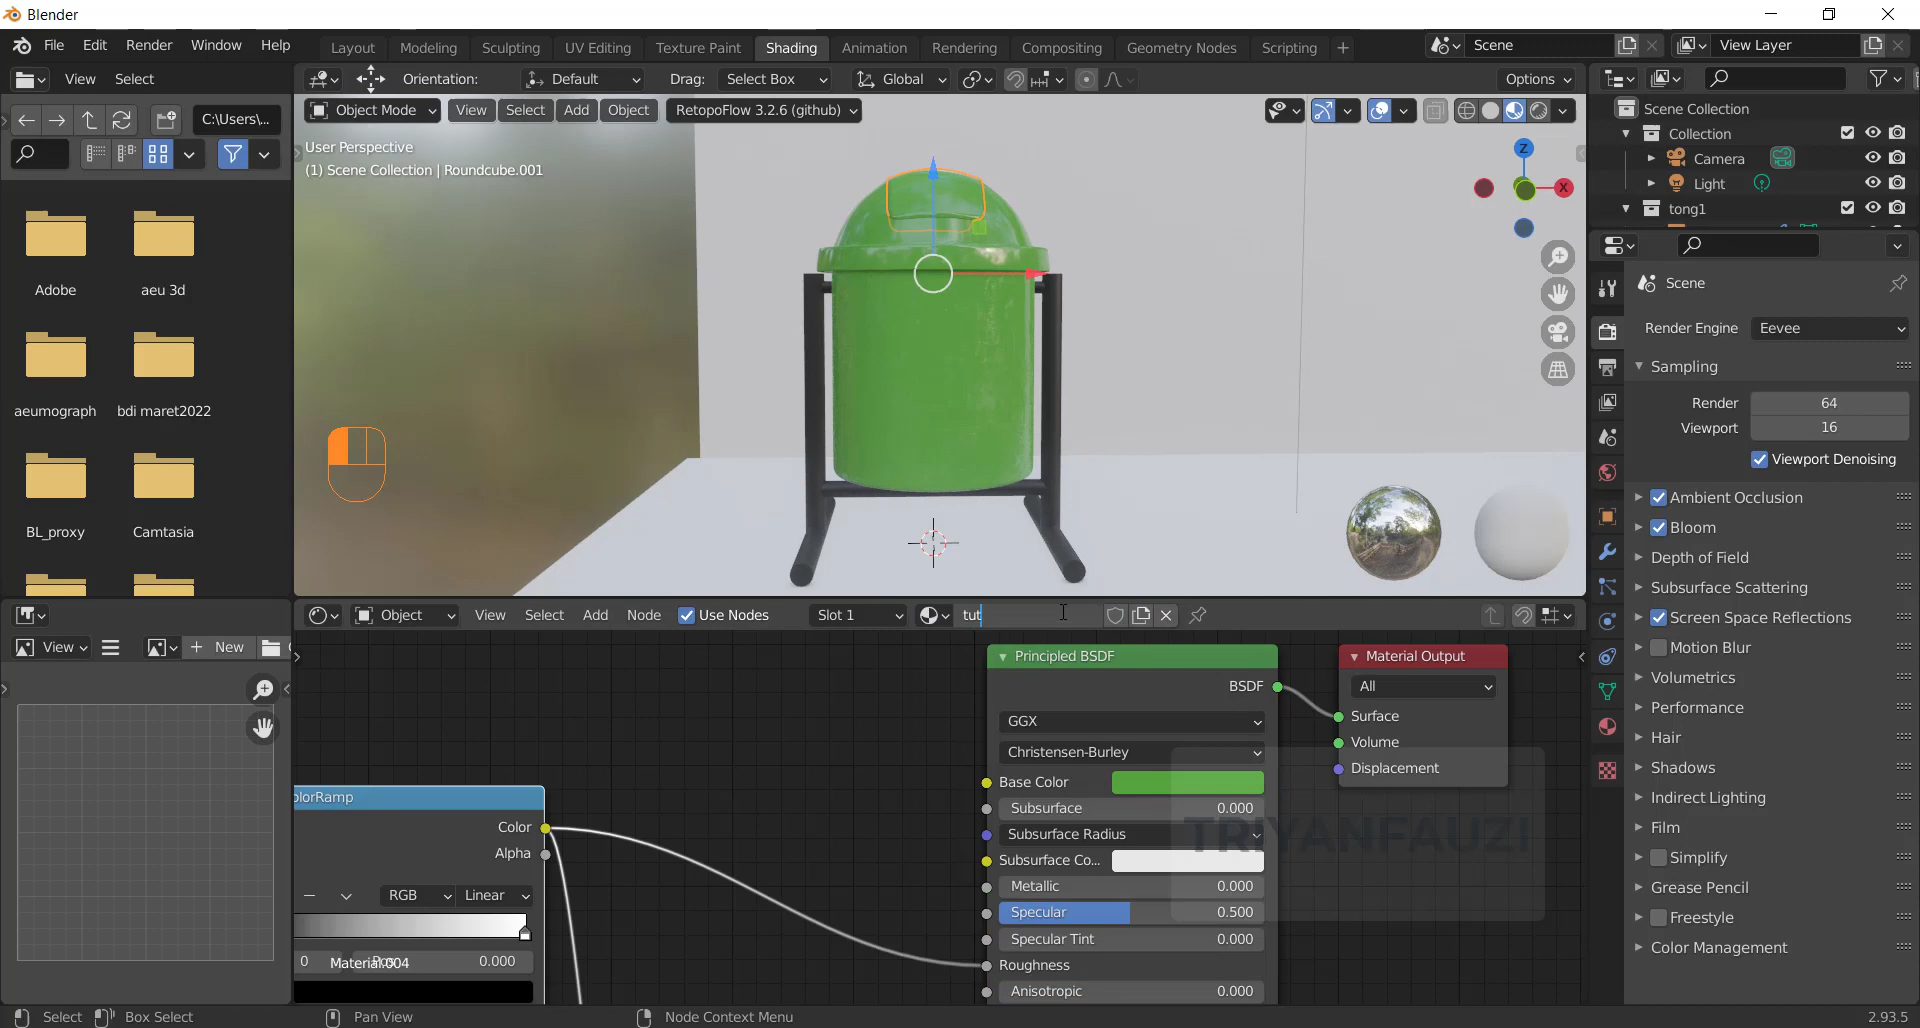 Blender
File Edit Render Window Help
Layout Modeling Sculpting UV Editing Texture Paint Shading Animation Rendering Compositing Geometry Nodes Scripting +
Scene
View Layer
View Select
Orientation: Default Drag: Select Box Global
Options
C:\Users\...
Object Mode View Select Add Object RetopoFlow 3.2.6 (github)
User Perspective
(1) Scene Collection | Roundcube.001
Z
X
Adobe
aeu 3d
aeumograph
bdi maret2022
BL_proxy
Camtasia
Scene Collection
Collection
Camera
Light
tong1
Scene
Render Engine Eevee
Sampling
Render 64
Viewport 16
Viewport Denoising
Ambient Occlusion
Bloom
Depth of Field
Subsurface Scattering
Screen Space Reflections
Motion Blur
Volumetrics
Performance
Hair
Shadows
Indirect Lighting
Film
Simplify
Grease Pencil
Freestyle
Color Management
View
+ New
Object View Select Add Node Use Nodes Slot 1 tut
olorRamp
Color
Alpha
RGB Linear
0 Pos 0.000
Material.004
Principled BSDF
BSDF
GGX
Christensen-Burley
Base Color
Subsurface 0.000
Subsurface Radius
Subsurface Co...
Metallic 0.000
Specular 0.500
Specular Tint 0.000
Roughness
Anisotropic 0.000
Material Output
All
Surface
Volume
Displacement
TRIYANFAUZI
Select Box Select Pan View Node Context Menu 2.93.5